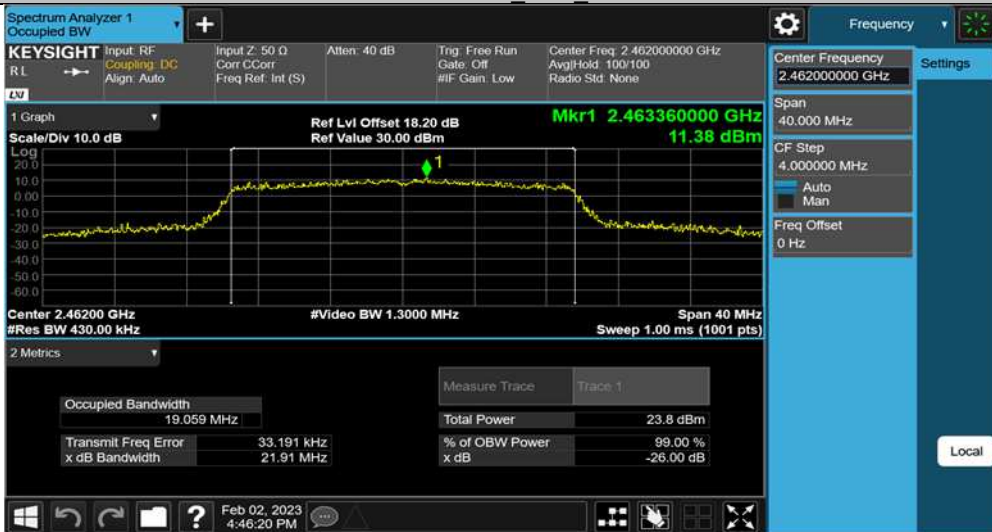 Spectrum Analyzer 1
Occupied BW
Frequency
KEYSIGHT
RL
LXI
Input: RF
Coupling: DC
Align: Auto
Input Z: 50 Ω
Corr CCorr
Freq Ref: Int (S)
Atten: 40 dB
Trig: Free Run
Gate: Off
#IF Gain: Low
Center Freq: 2.462000000 GHz
Avg|Hold: 100/100
Radio Std: None
Center Frequency
2.462000000 GHz
Settings
Span
40.000 MHz
CF Step
4.000000 MHz
Auto
Man
Freq Offset
0 Hz
Local
1 Graph
Scale/Div 10.0 dB
Ref Lvl Offset 18.20 dB
Ref Value 30.00 dBm
Mkr1 2.463360000 GHz
11.38 dBm
Log
20.0
10.0
0.00
-10.0
-20.0
-30.0
-40.0
-50.0
-60.0
1
Center 2.46200 GHz
#Res BW 430.00 kHz
#Video BW 1.3000 MHz
Span 40 MHz
Sweep 1.00 ms (1001 pts)
2 Metrics
Measure Trace Trace 1
Occupied Bandwidth
19.059 MHz
Total Power 23.8 dBm
Transmit Freq Error 33.191 kHz
% of OBW Power 99.00 %
x dB Bandwidth 21.91 MHz
x dB -26.00 dB
?
Feb 02, 2023
4:46:20 PM